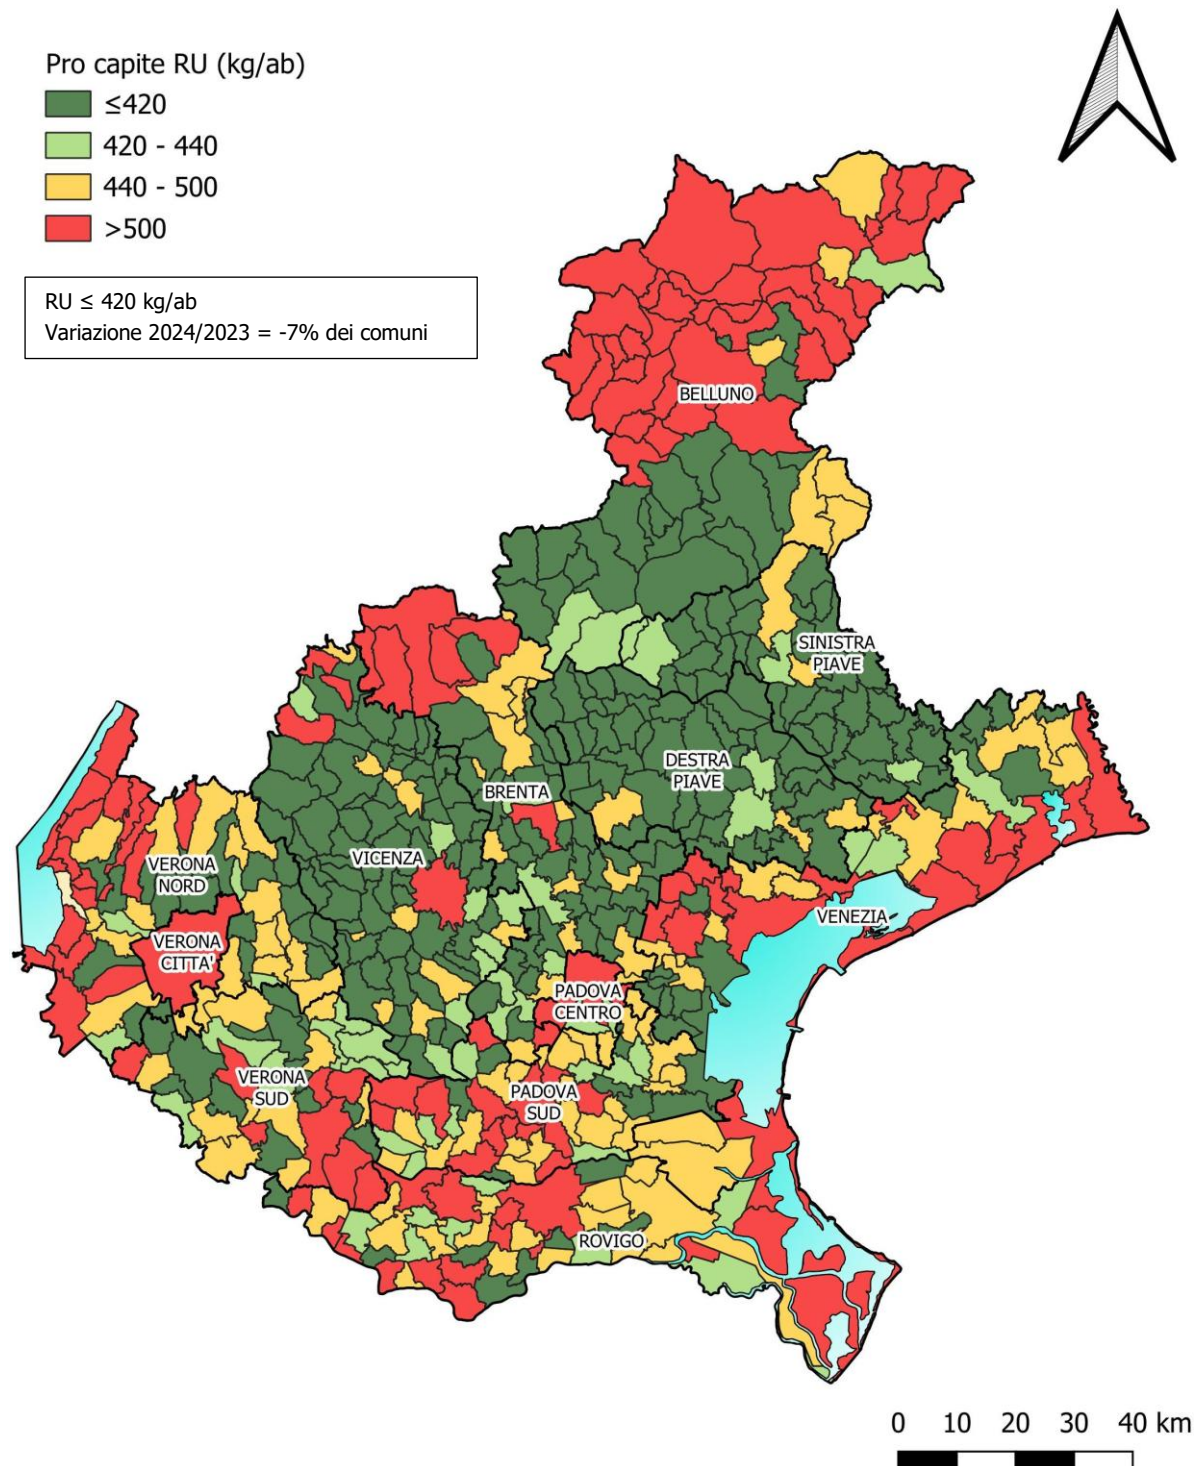 Pro capite RU (kg/ab)
≤420
420 - 440
440 - 500
>500
RU ≤ 420 kg/ab
Variazione 2024/2023 = -7% dei comuni
BELLUNO
SINISTRA
PIAVE
DESTRA
PIAVE
BRENTA
VICENZA
VERONA
NORD
VENEZIA
VERONA
CITTA'
PADOVA
CENTRO
VERONA
SUD
PADOVA
SUD
ROVIGO
0 10 20 30 40 km